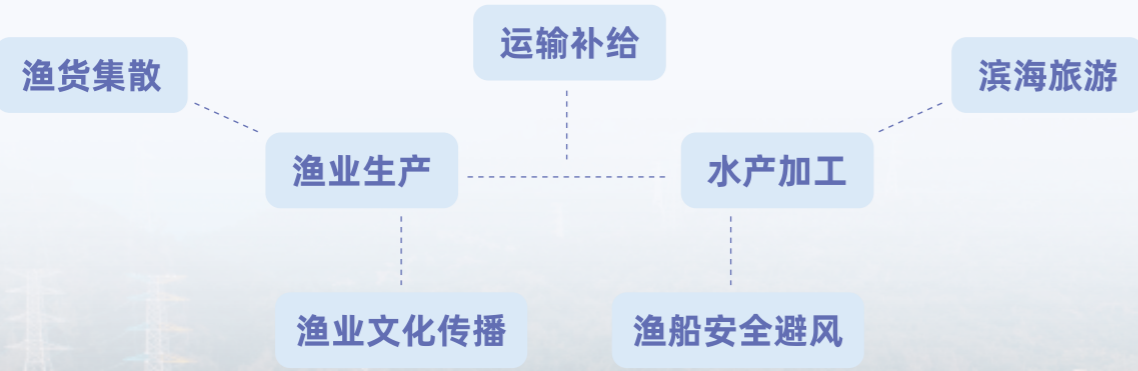 运输补给
渔货集散
滨海旅游
渔业生产
水产加工
渔业文化传播
渔船安全避风